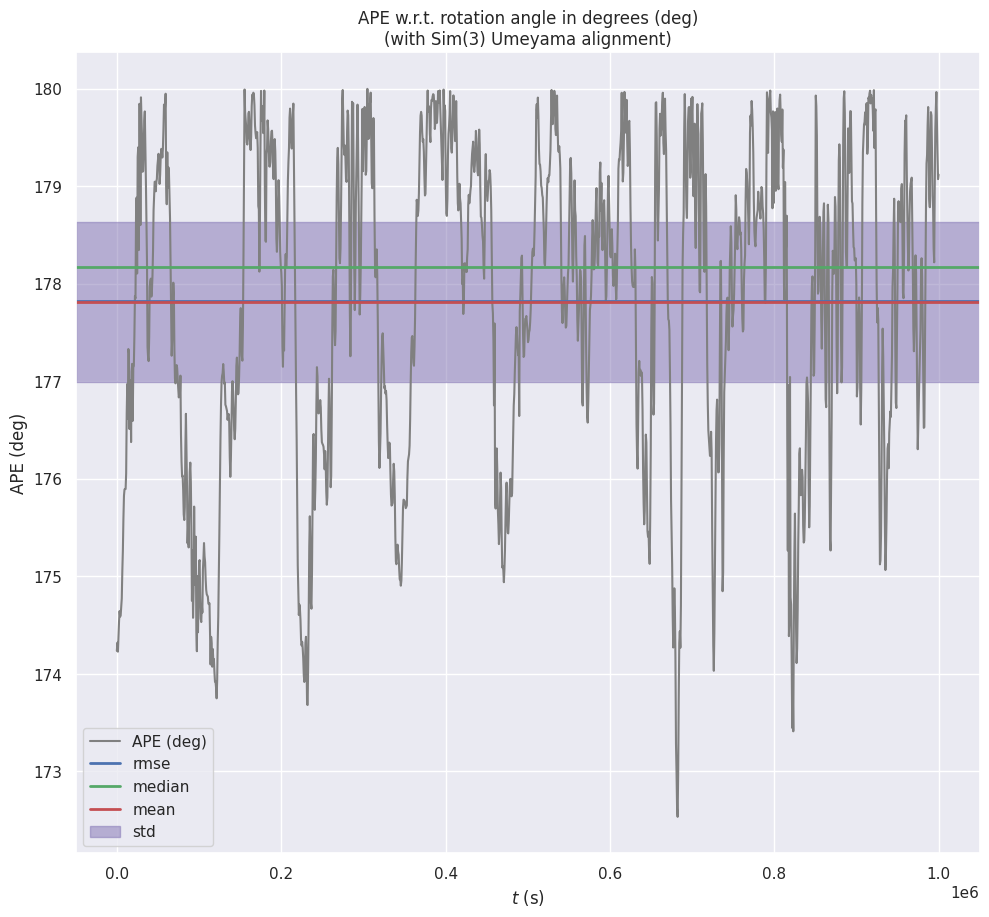 APE w.r.t. rotation angle in degrees (deg)
(with Sim(3) Umeyama alignment)
APE (deg)
180
179
178
177
176
175
174
173
APE (deg)
rmse
median
mean
std
0.0 0.2 0.4 0.6 0.8 1.0
1e6
t (s)